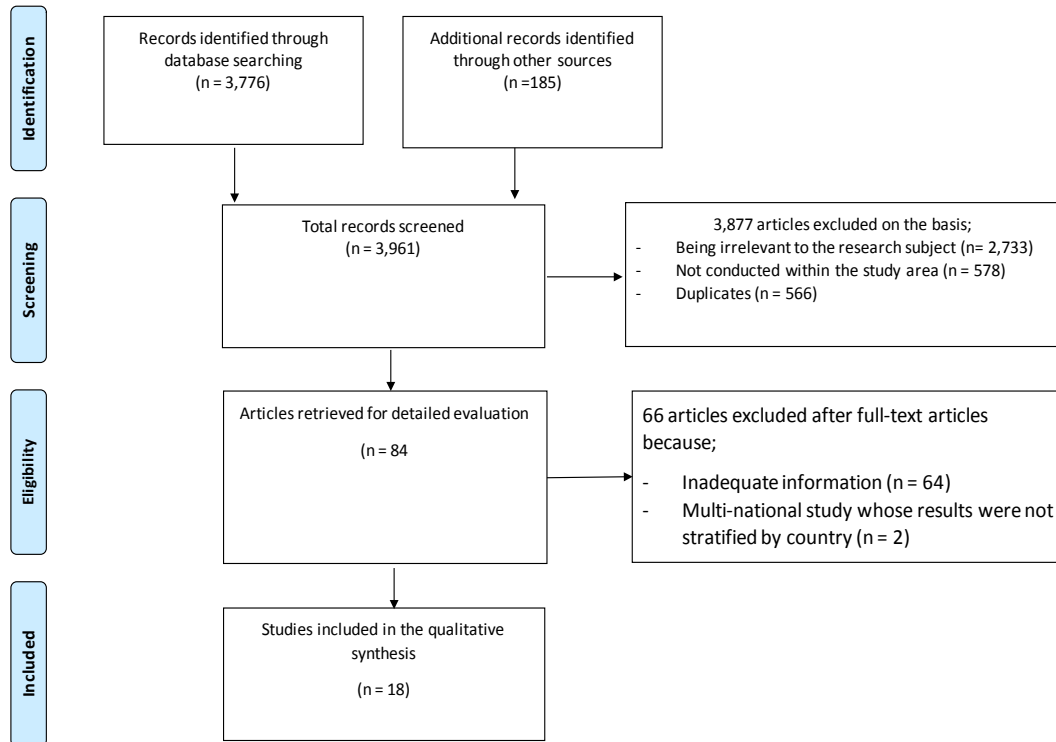 Identification
Records identified through
database searching
(n = 3,776)
Additional records identified
through other sources
(n =185)
Screening
Total records screened
(n = 3,961)
3,877 articles excluded on the basis;
- Being irrelevant to the research subject (n= 2,733)
- Not conducted within the study area (n = 578)
- Duplicates (n = 566)
Eligibility
Articles retrieved for detailed evaluation
(n = 84
66 articles excluded after full-text articles
because;
- Inadequate information (n = 64)
- Multi-national study whose results were not
stratified by country (n = 2)
Included
Studies included in the qualitative
synthesis
(n = 18)